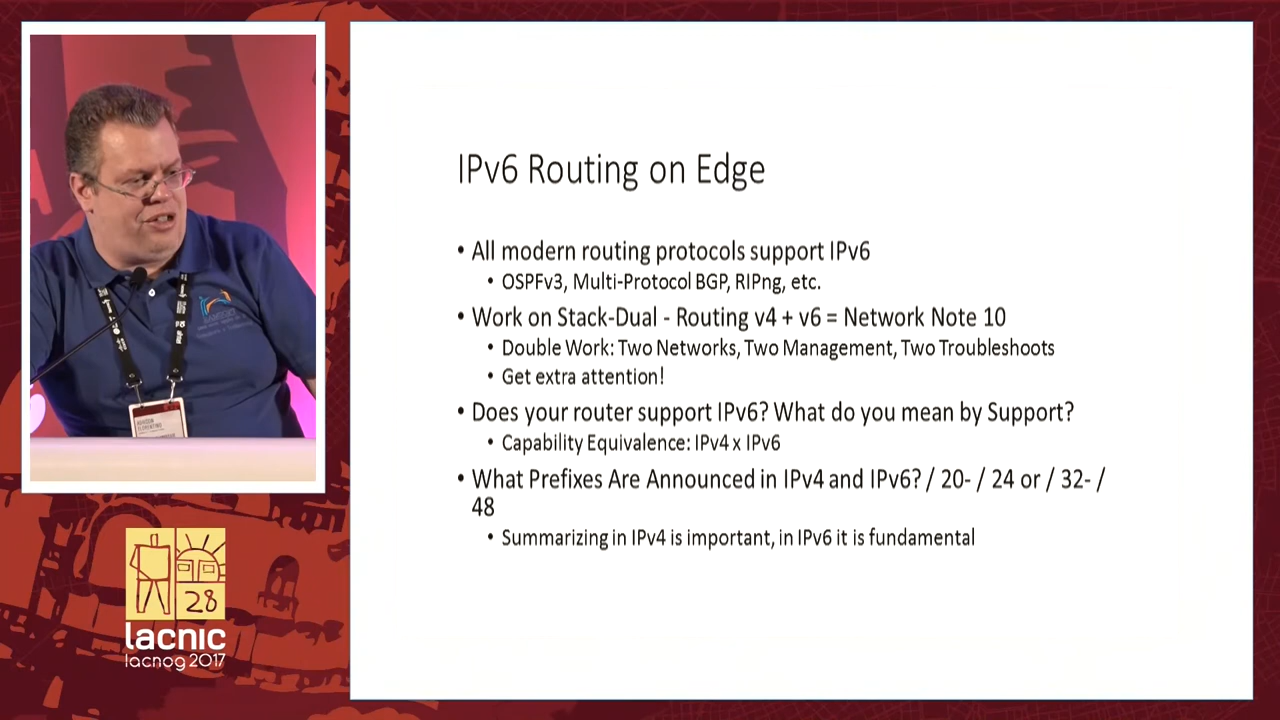 IPv6 Routing on Edge
• All modern routing protocols support IPv6
• OSPFv3, Multi-Protocol BGP, RIPng, etc.
• Work on Stack-Dual - Routing v4 + v6 = Network Note 10
• Double Work: Two Networks, Two Management, Two Troubleshoots
• Get extra attention!
• Does your router support IPv6? What do you mean by Support?
• Capability Equivalence: IPv4 x IPv6
• What Prefixes Are Announced in IPv4 and IPv6? / 20- / 24 or / 32- /
48
• Summarizing in IPv4 is important, in IPv6 it is fundamental
28
lacnic
lacnog 2017